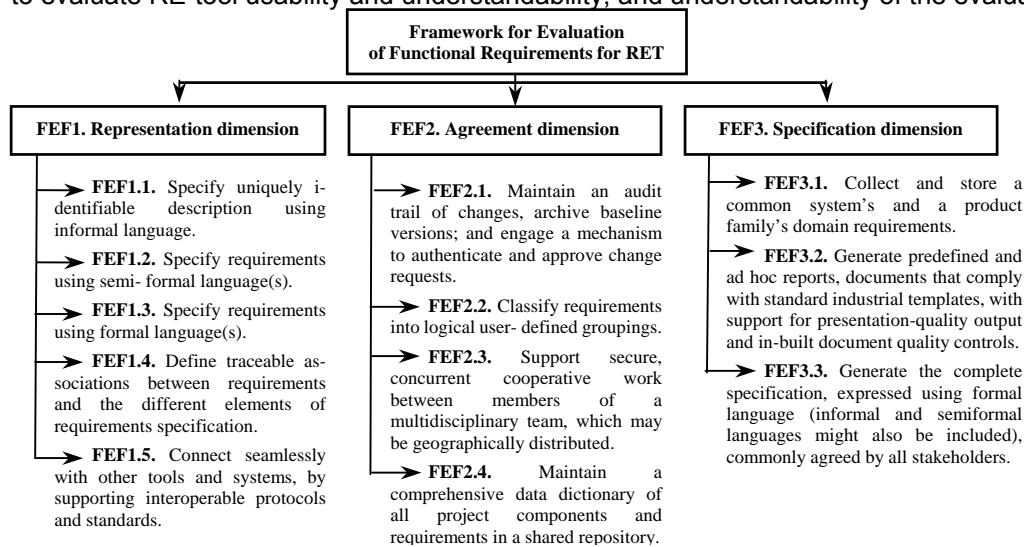 to evaluate RE tool usability and understandability, and understandability of the evalua
Framework for Evaluation
of Functional Requirements for RET
FEF1. Representation dimension
FEF1.1. Specify uniquely i-
dentifiable description using
informal language.
FEF1.2. Specify requirements
using semi- formal language(s).
FEF1.3. Specify requirements
using formal language(s).
FEF1.4. Define traceable as-
sociations between requirements
and the different elements of
requirements specification.
FEF1.5. Connect seamlessly
with other tools and systems, by
supporting interoperable protocols
and standards.
FEF2. Agreement dimension
FEF2.1. Maintain an audit
trail of changes, archive baseline
versions; and engage a mechanism
to authenticate and approve change
requests.
FEF2.2. Classify requirements
into logical user- defined groupings.
FEF2.3. Support secure,
concurrent cooperative work
between members of a
multidisciplinary team, which may
be geographically distributed.
FEF2.4. Maintain a
comprehensive data dictionary of
all project components and
requirements in a shared repository.
FEF3. Specification dimension
FEF3.1. Collect and store a
common system's and a product
family's domain requirements.
FEF3.2. Generate predefined and
ad hoc reports, documents that comply
with standard industrial templates, with
support for presentation-quality output
and in-built document quality controls.
FEF3.3. Generate the complete
specification, expressed using formal
language (informal and semiformal
languages might also be included),
commonly agreed by all stakeholders.